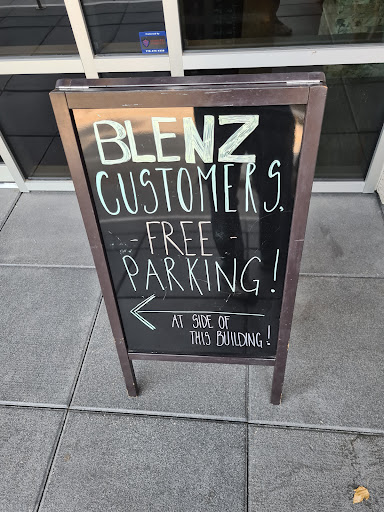 BLENZ
CUSTOMERS,
- FREE -
PARKING!
← AT SIDE OF
THIS BUILDING!